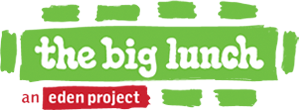 the big lunch
an eden project